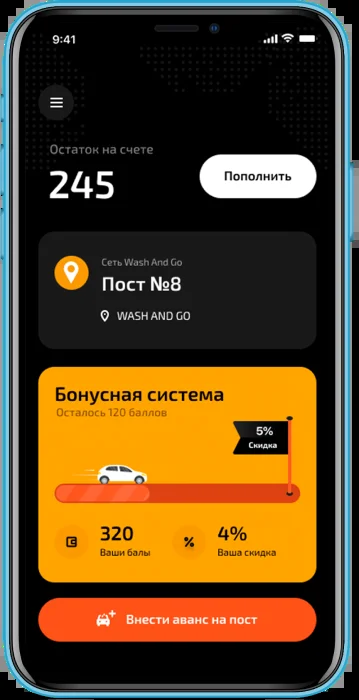 9:41
Остаток на счете
245
Пополнить
Сеть Wash And Go
Пост №8
WASH AND GO
Бонусная система
Осталось 120 баллов
5%
Скидка
320
Ваши балы
4%
Ваша скидка
Внести аванс на пост